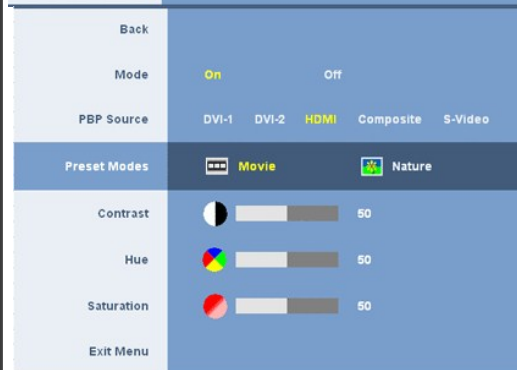 Back
Mode On Off
PBP Source DVI-1 DVI-2 HDMI Composite S-Video
Preset Modes Movie Nature
Contrast 50
Hue 50
Saturation 50
Exit Menu